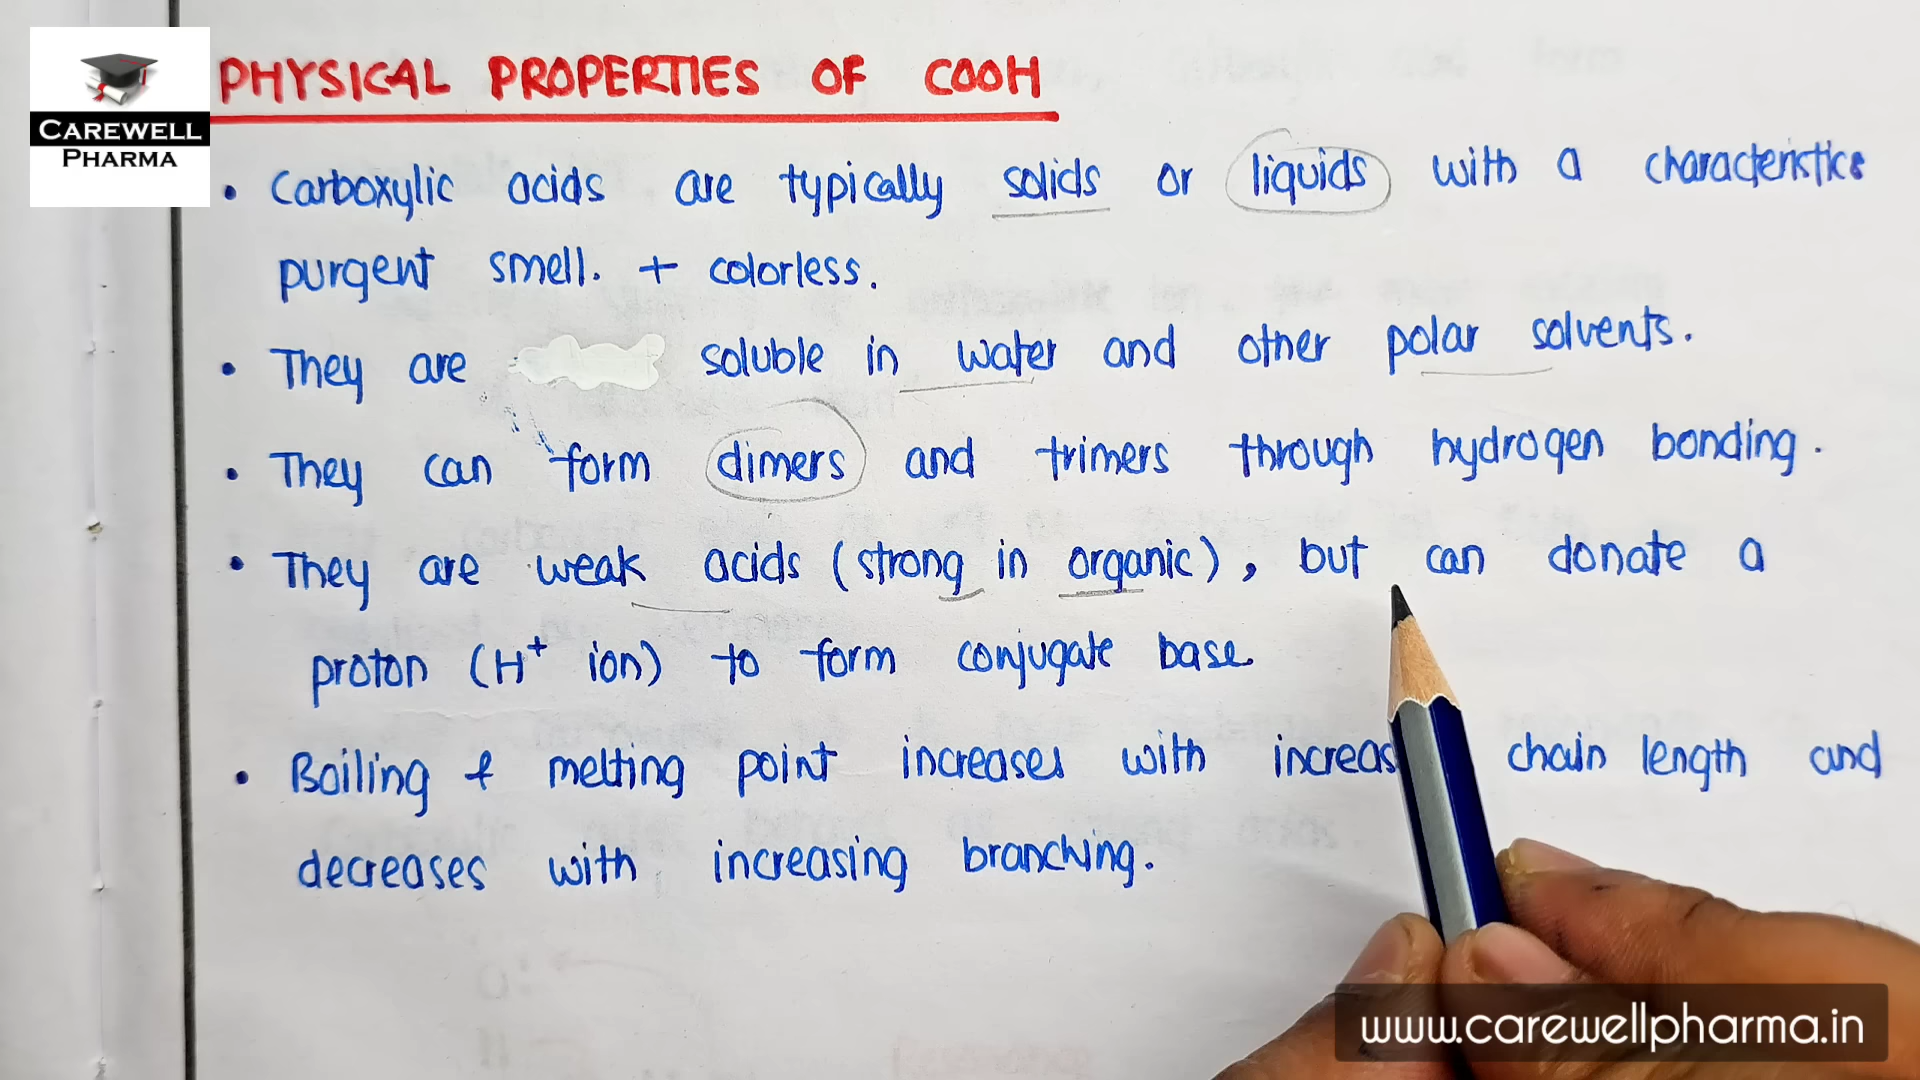 CAREWELL
PHARMA
PHYSICAL PROPERTIES OF COOH
• Carboxylic acids are typically solids or liquids with a characteristics
purgent smell. + colorless.
• They are soluble in water and other polar solvents.
• They can form dimers and trimers through hydrogen bonding.
• They are weak acids (strong in organic), but can donate a
proton (H⁺ ion) to form conjugate base
• Boiling & melting point increases with increas chain length and
decreases with increasing branching.
www.carewellpharma.in